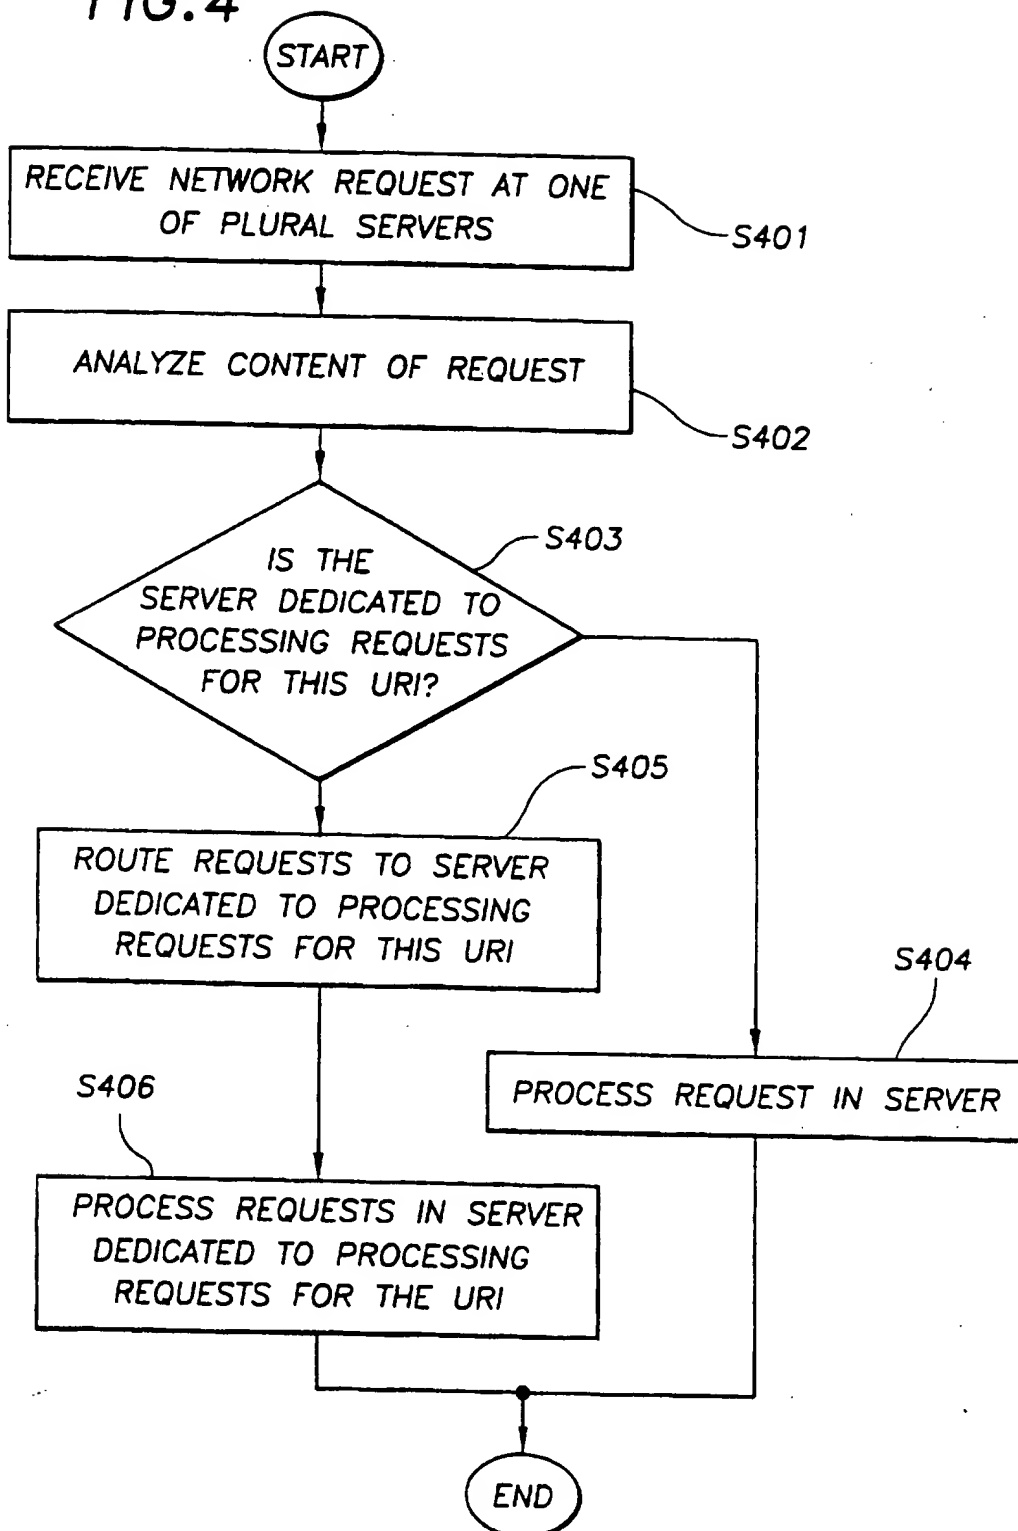 FIG.4
START
RECEIVE NETWORK REQUEST AT ONE
OF PLURAL SERVERS
S401
ANALYZE CONTENT OF REQUEST
S402
S403
IS THE
SERVER DEDICATED TO
PROCESSING REQUESTS
FOR THIS URI?
S405
ROUTE REQUESTS TO SERVER
DEDICATED TO PROCESSING
REQUESTS FOR THIS URI
S404
PROCESS REQUEST IN SERVER
S406
PROCESS REQUESTS IN SERVER
DEDICATED TO PROCESSING
REQUESTS FOR THE URI
END